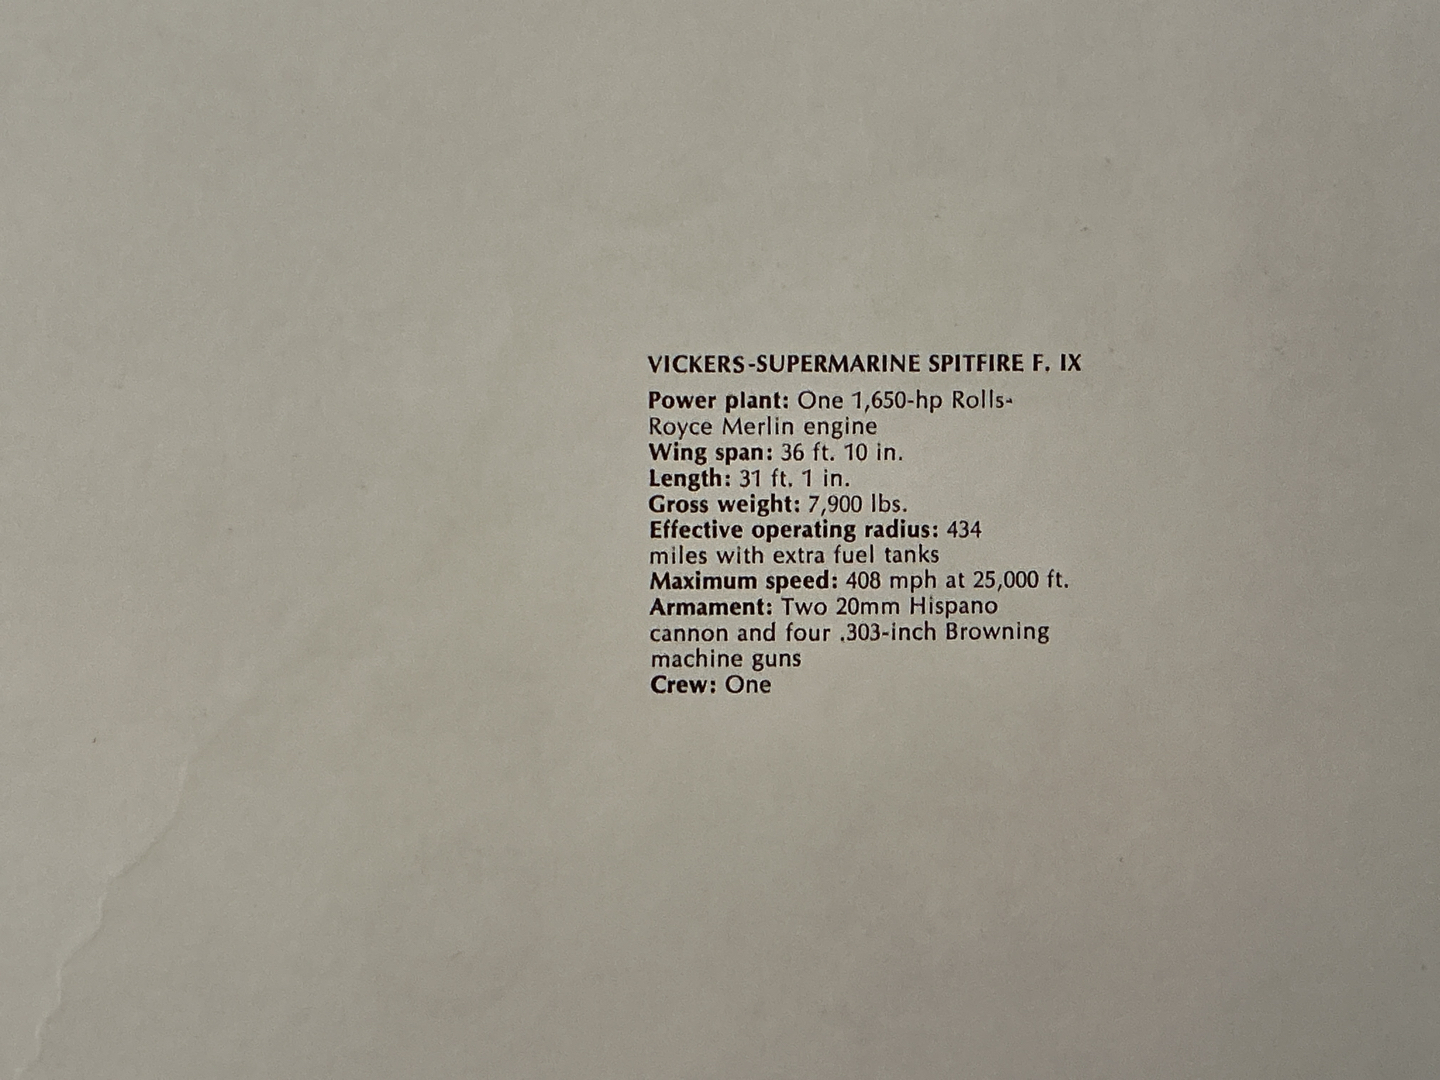 VICKERS-SUPERMARINE SPITFIRE F. IX
Power plant: One 1,650-hp Rolls-
Royce Merlin engine
Wing span: 36 ft. 10 in.
Length: 31 ft. 1 in.
Gross weight: 7,900 lbs.
Effective operating radius: 434
miles with extra fuel tanks
Maximum speed: 408 mph at 25,000 ft.
Armament: Two 20mm Hispano
cannon and four .303-inch Browning
machine guns
Crew: One